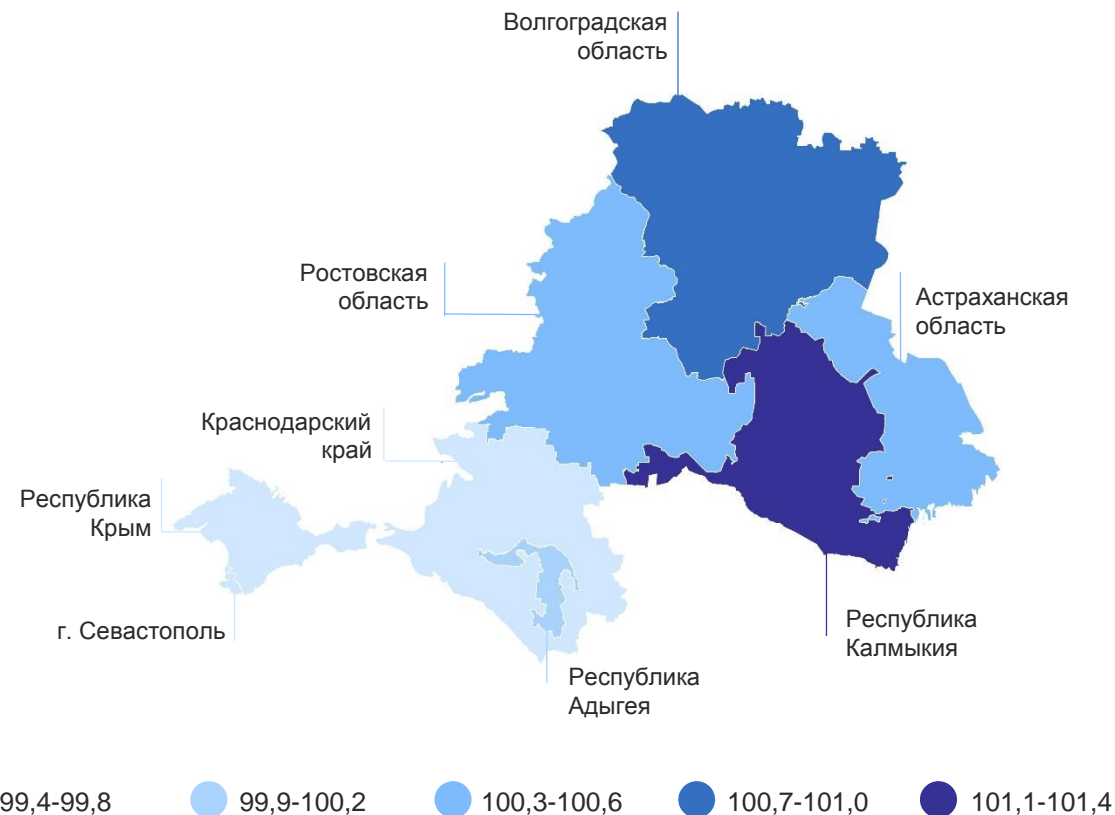 Волгоградская
область
Ростовская
область
Астраханская
область
Краснодарский
край
Республика
Крым
г. Севастополь
Республика
Калмыкия
Республика
Адыгея
99,4-99,8 99,9-100,2 100,3-100,6 100,7-101,0 101,1-101,4